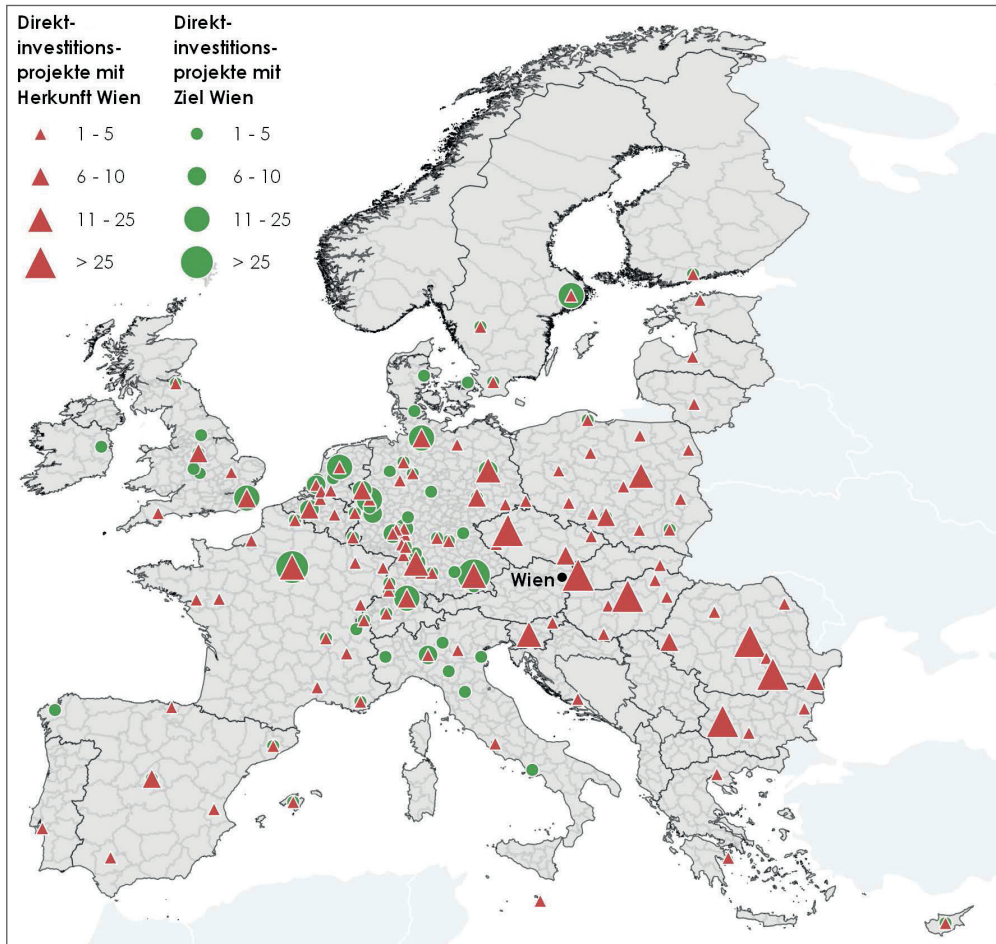 Direkt-
investitions-
projekte mit
Herkunft Wien
1 - 5
6 - 10
11 - 25
> 25
Direkt-
investitions-
projekte mit
Ziel Wien
1 - 5
6 - 10
11 - 25
> 25
Wien